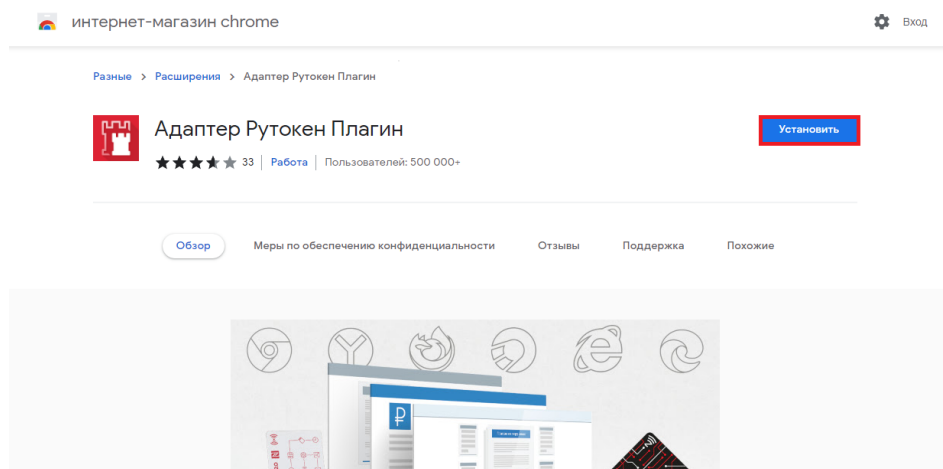 интернет-магазин chrome
Вход
Разные > Расширения > Адаптер Рутокен Плагин
Адаптер Рутокен Плагин
Установить
33 | Работа | Пользователей: 500 000+
Обзор
Меры по обеспечению конфиденциальности
Отзывы
Поддержка
Похожие